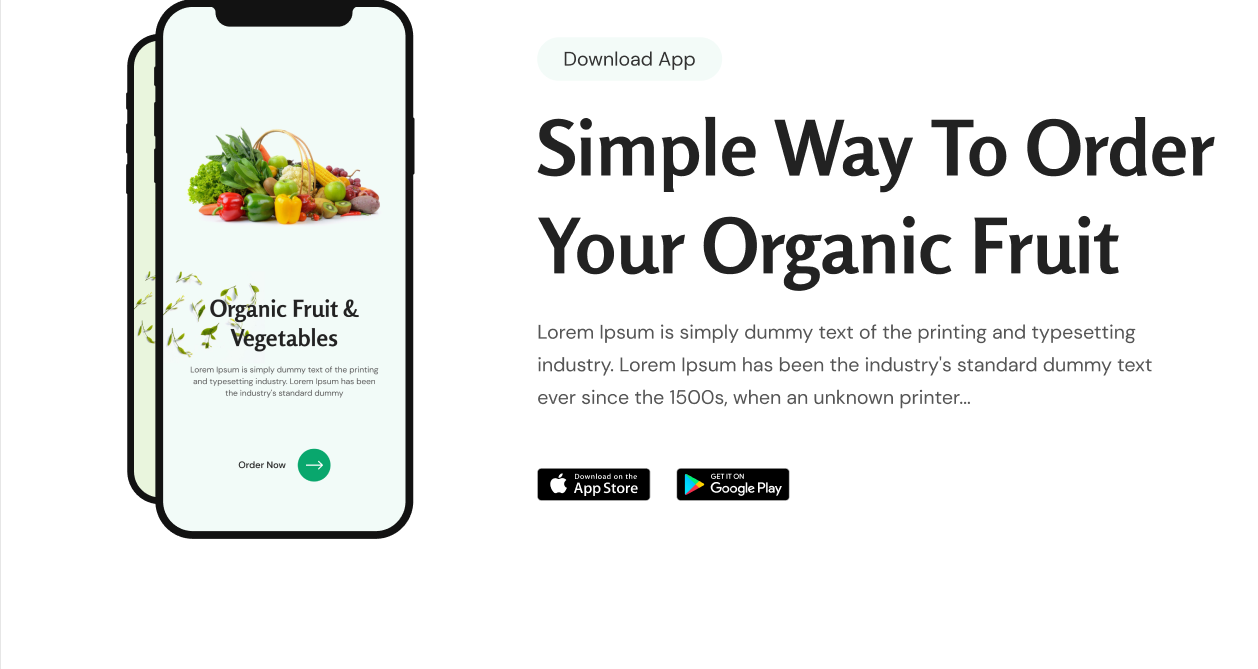 Organic Fruit &
Vegetables
Lorem Ipsum is simply dummy text of the printing
and typesetting industry. Lorem Ipsum has been
the industry's standard dummy
Order Now
Download App
Simple Way To Order
Your Organic Fruit
Lorem Ipsum is simply dummy text of the printing and typesetting
industry. Lorem Ipsum has been the industry's standard dummy text
ever since the 1500s, when an unknown printer...
Download on the
App Store
GET IT ON
Google Play